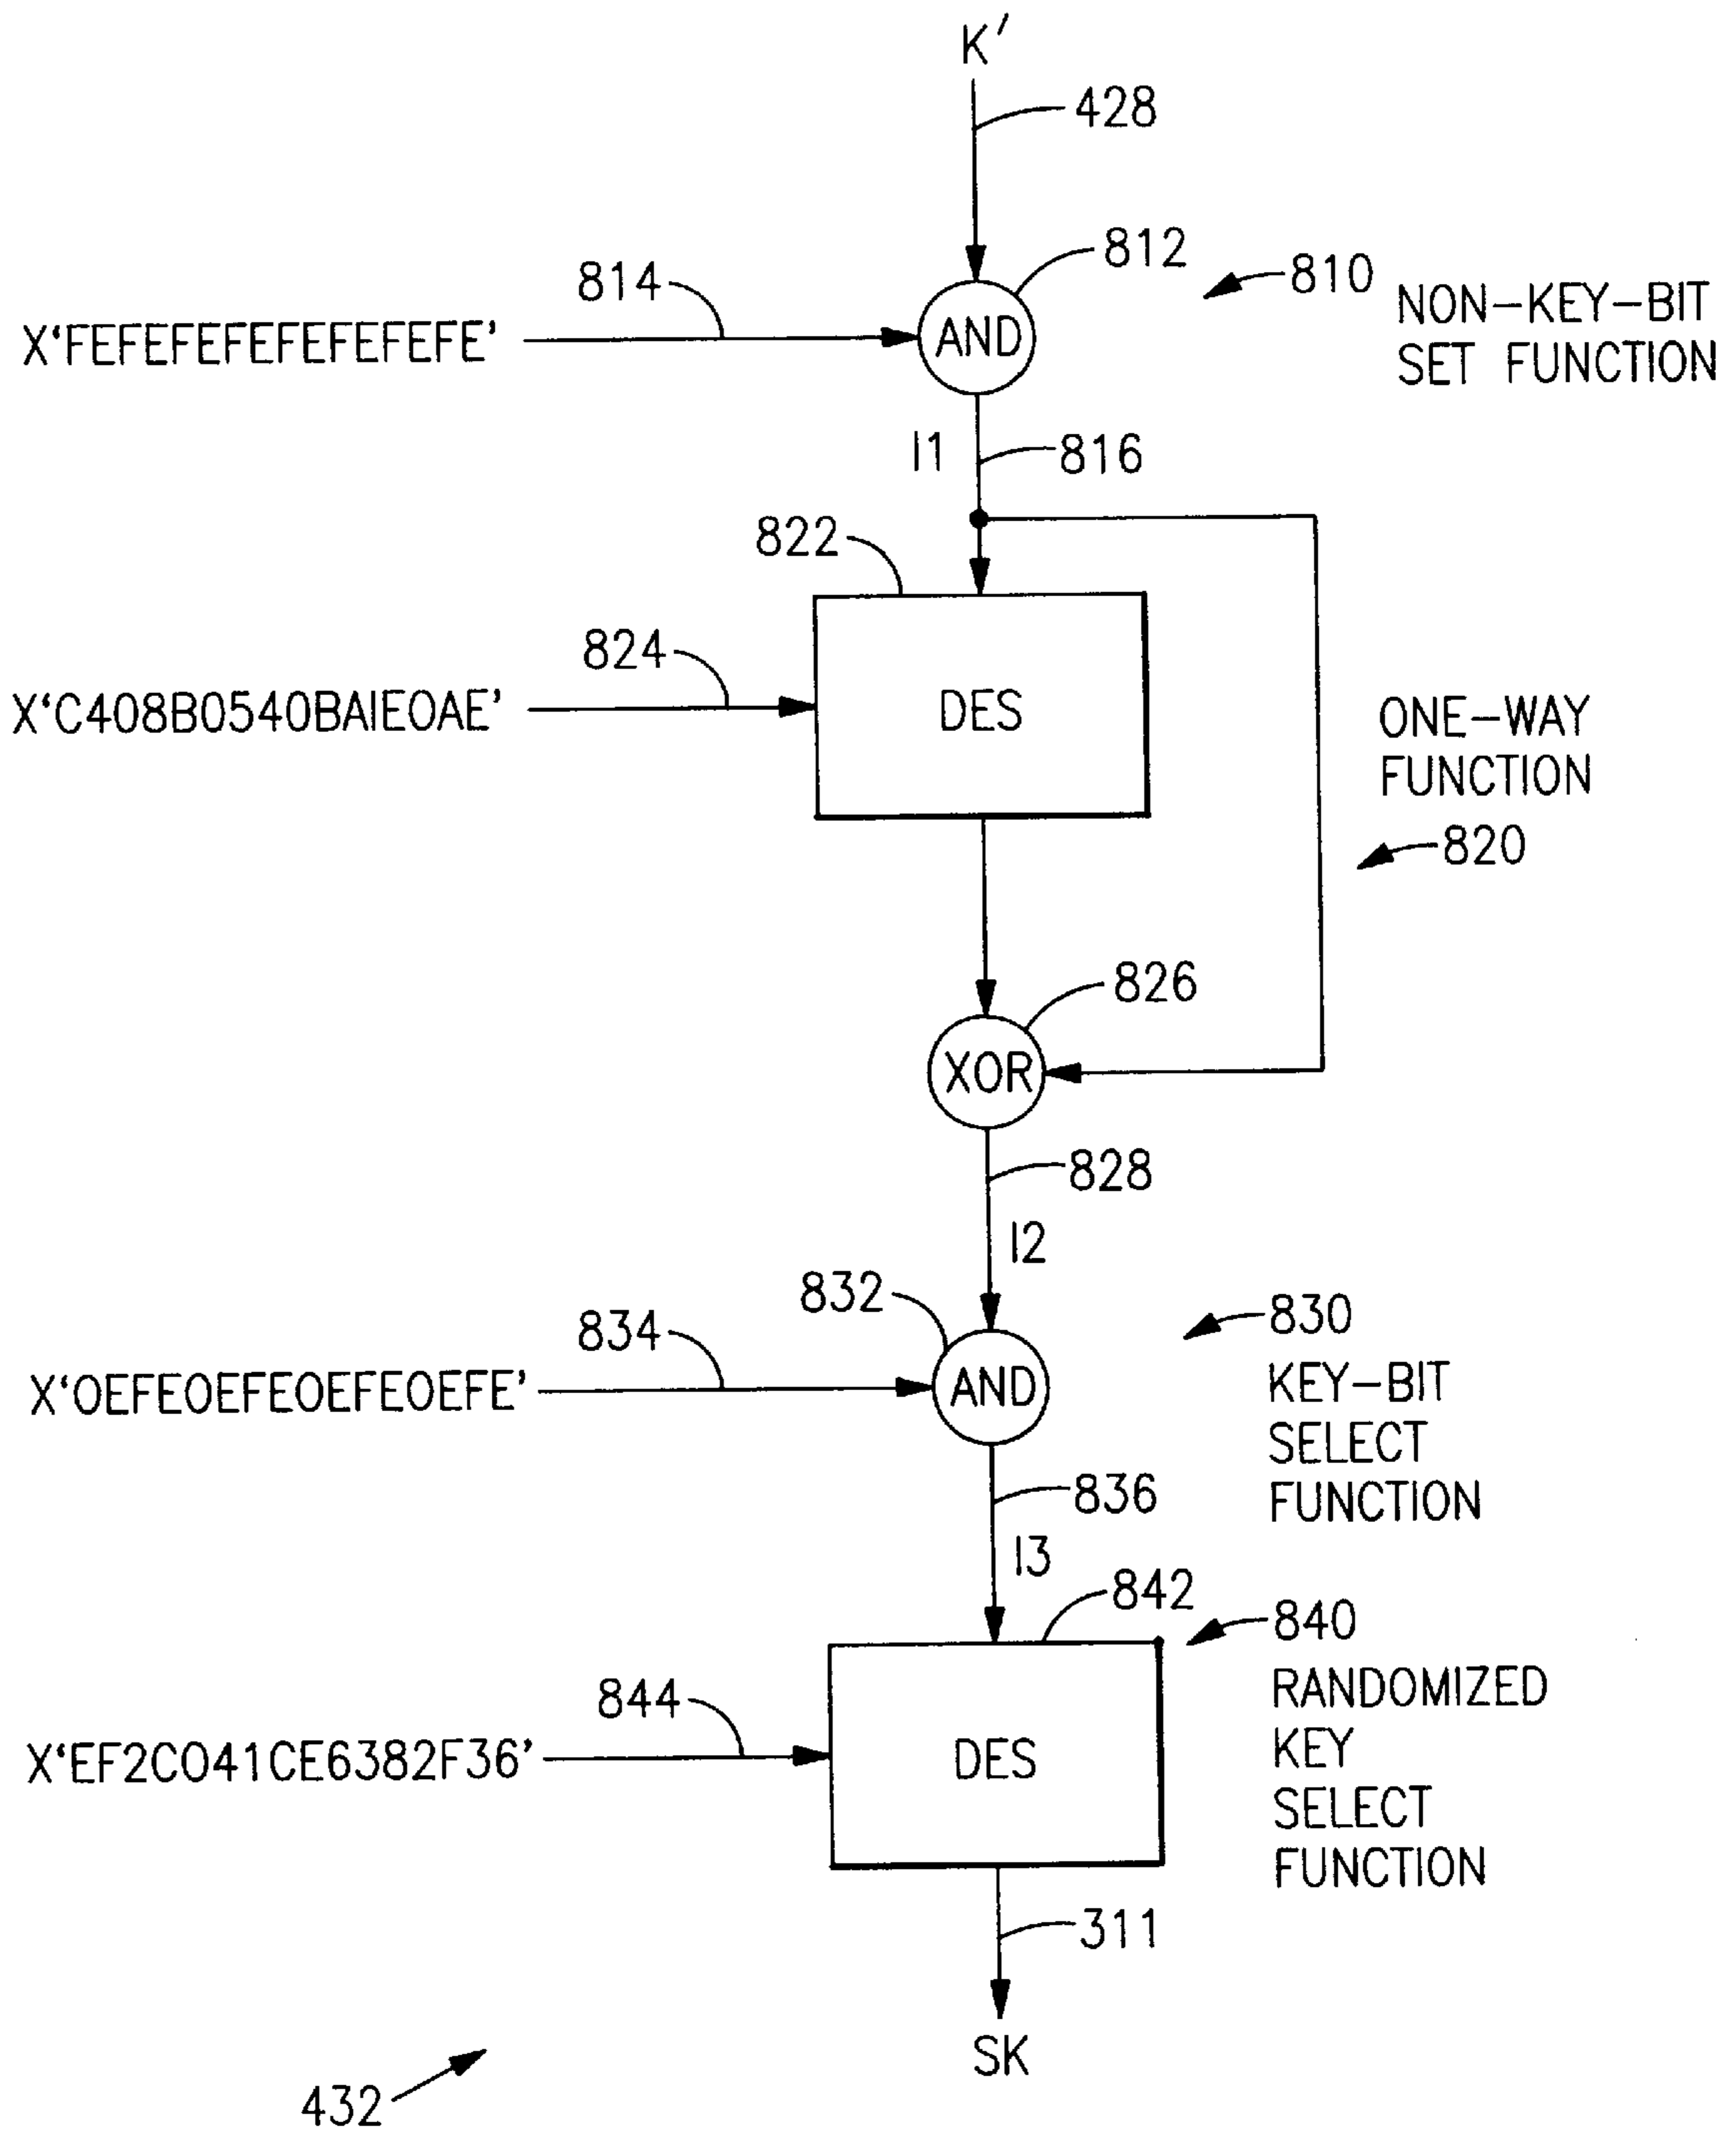 K′
428
812
810
814
NON-KEY-BIT
SET FUNCTION
X‘FEFEFEFEFEFEFEFE’
AND
I1
816
822
824
X‘C408B0540BA1E0AE’
DES
ONE-WAY
FUNCTION
820
826
XOR
828
I2
832
830
834
X‘0EFE0EFE0EFE0EFE’
AND
KEY-BIT
SELECT
FUNCTION
836
I3
842
840
844
RANDOMIZED
KEY
SELECT
FUNCTION
X‘EF2C041CE6382F36’
DES
311
SK
432